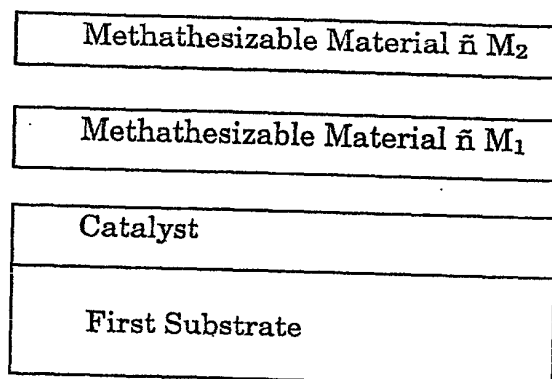 Methathesizable Material ñ M₂
Methathesizable Material ñ M₁
Catalyst
First Substrate